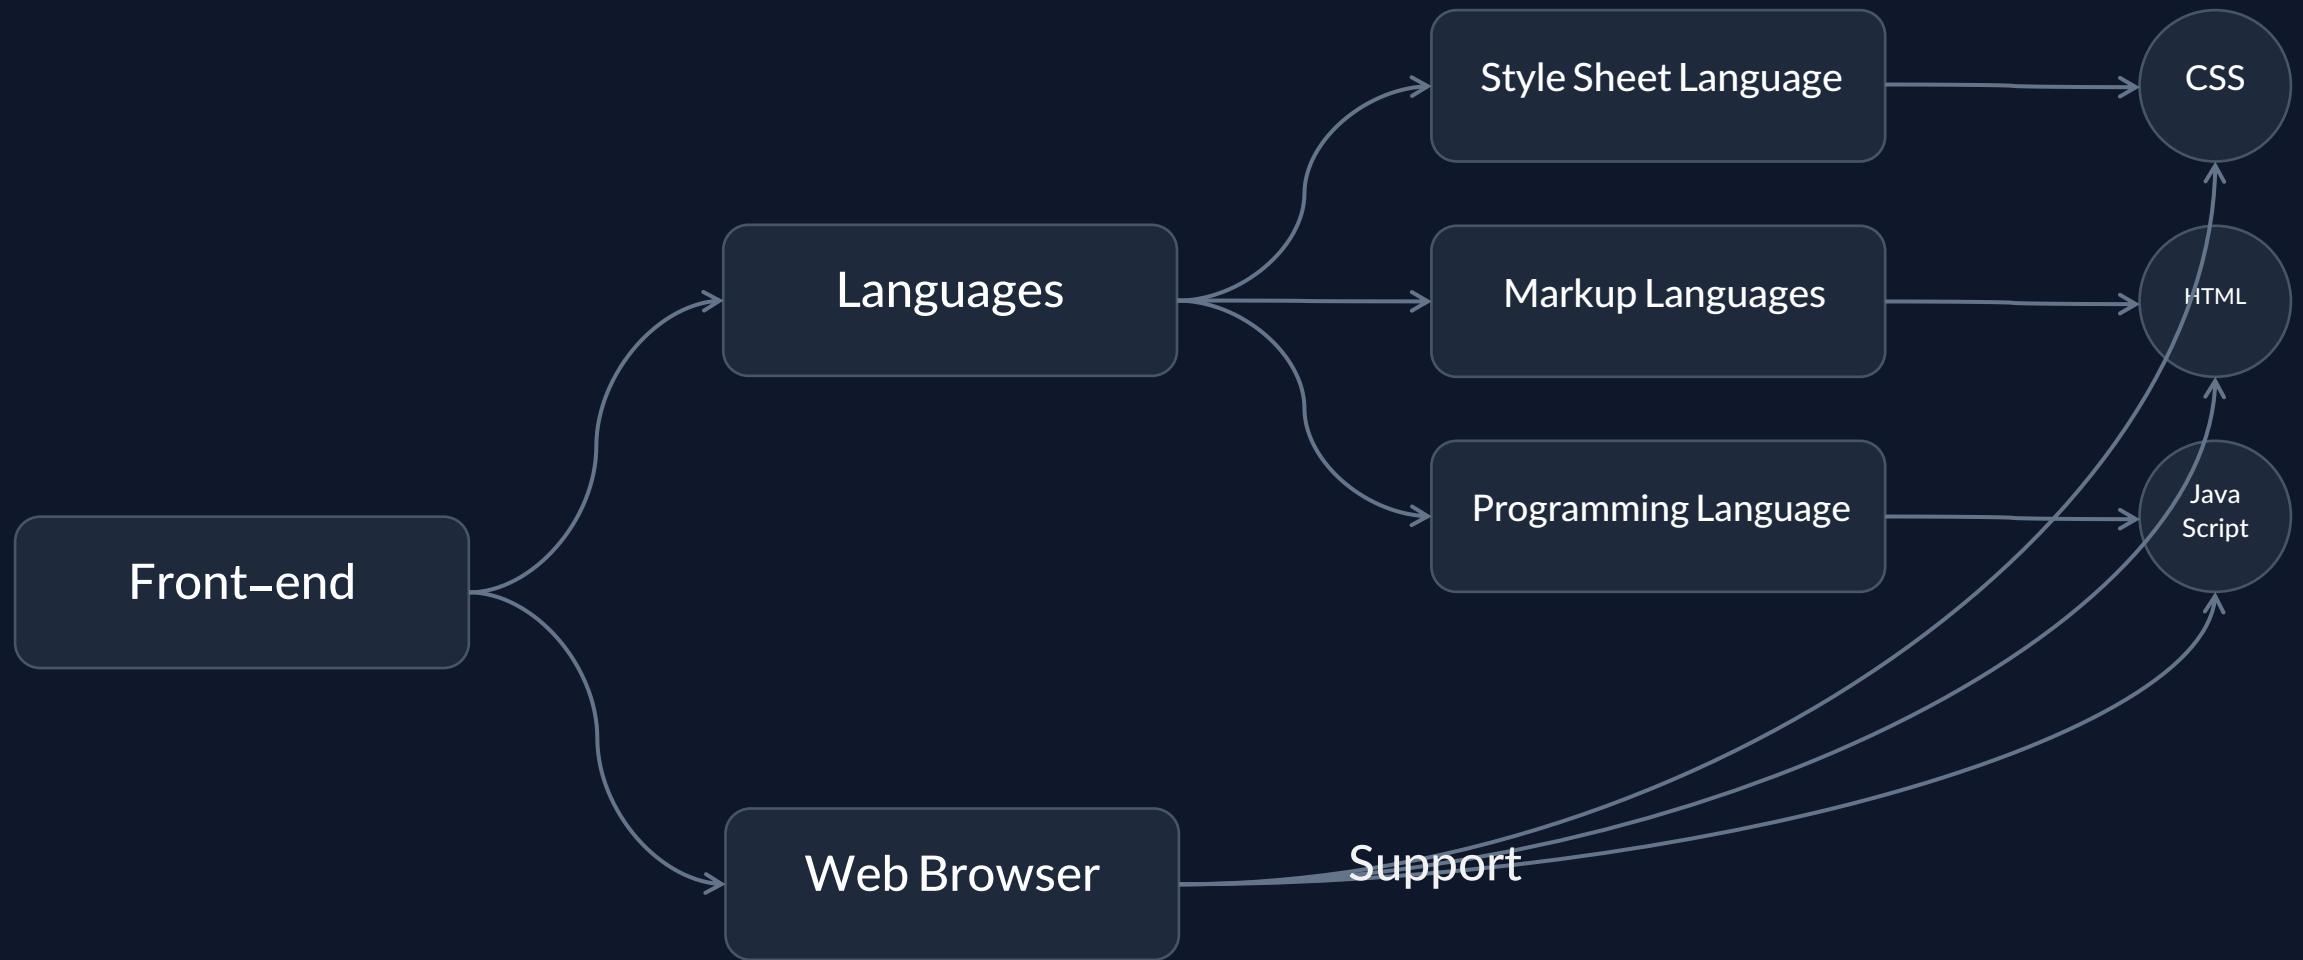 Style Sheet Language
CSS
Languages
Markup Languages
HTML
Programming Language
Java
Script
Front-end
Web Browser
Support